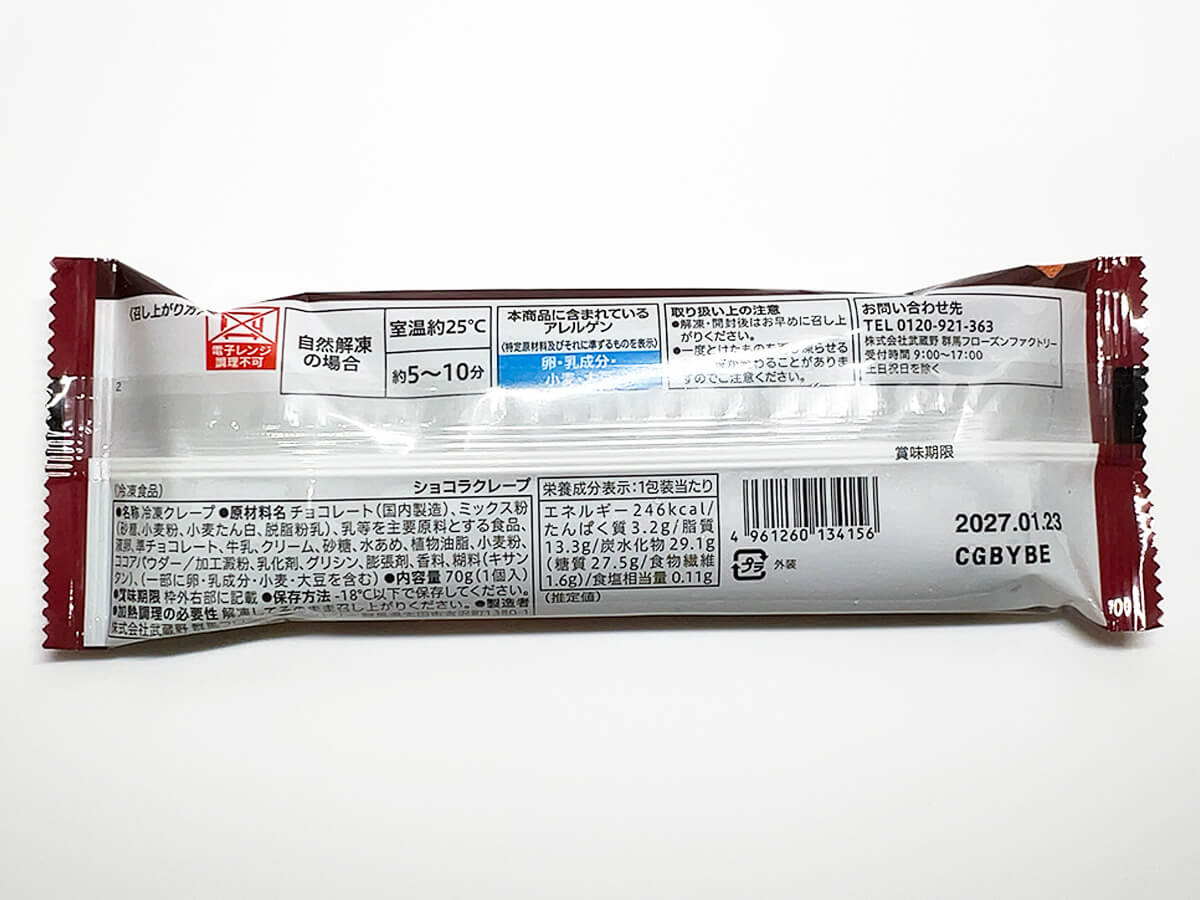 〈召し上がり方
電子レンジ
調理不可
自然解凍
の場合
室温約25℃
約5〜10分
本商品に含まれている
アレルゲン
(特定原材料及びそれに準ずるものを表示)
卵・乳成分・
小麦
取り扱い上の注意
●解凍・開封後はお早めに召し上
がりください。
●一度とけたものを再び凍らせる
変わることがありま
すのでご注意ください。
お問い合わせ先
TEL 0120-921-363
株式会社武蔵野 群馬フローズンファクトリー
受付時間 9:00〜17:00
土日祝日を除く
2
賞味期限
2027.01.23
CGBYBE
(冷凍食品)
ショコラクレープ
●名称 冷凍クレープ ●原材料名 チョコレート(国内製造)、ミックス粉
(砂糖、小麦粉、小麦たん白、脱脂粉乳)、乳等を主要原料とする食品、
液卵、準チョコレート、牛乳、クリーム、砂糖、水あめ、植物油脂、小麦粉、
ココアパウダー/加工澱粉、乳化剤、グリシン、膨張剤、香料、糊料(キサン
タン)、(一部に卵・乳成分・小麦・大豆を含む) ●内容量 70g(1個入)
●賞味期限 枠外右部に記載 ●保存方法 -18℃以下で保存してください。
●加熱調理の必要性 解凍してそのまま召し上がりください。 ●製造者
株式会社武蔵野 群馬
栄養成分表示:1包装当たり
エネルギー 246kcal/
たんぱく質 3.2g/脂質
13.3g/炭水化物 29.1g
(糖質 27.5g/食物繊維
1.6g)/食塩相当量 0.11g
(推定値)
4 961260 134156
プラ 外装
100